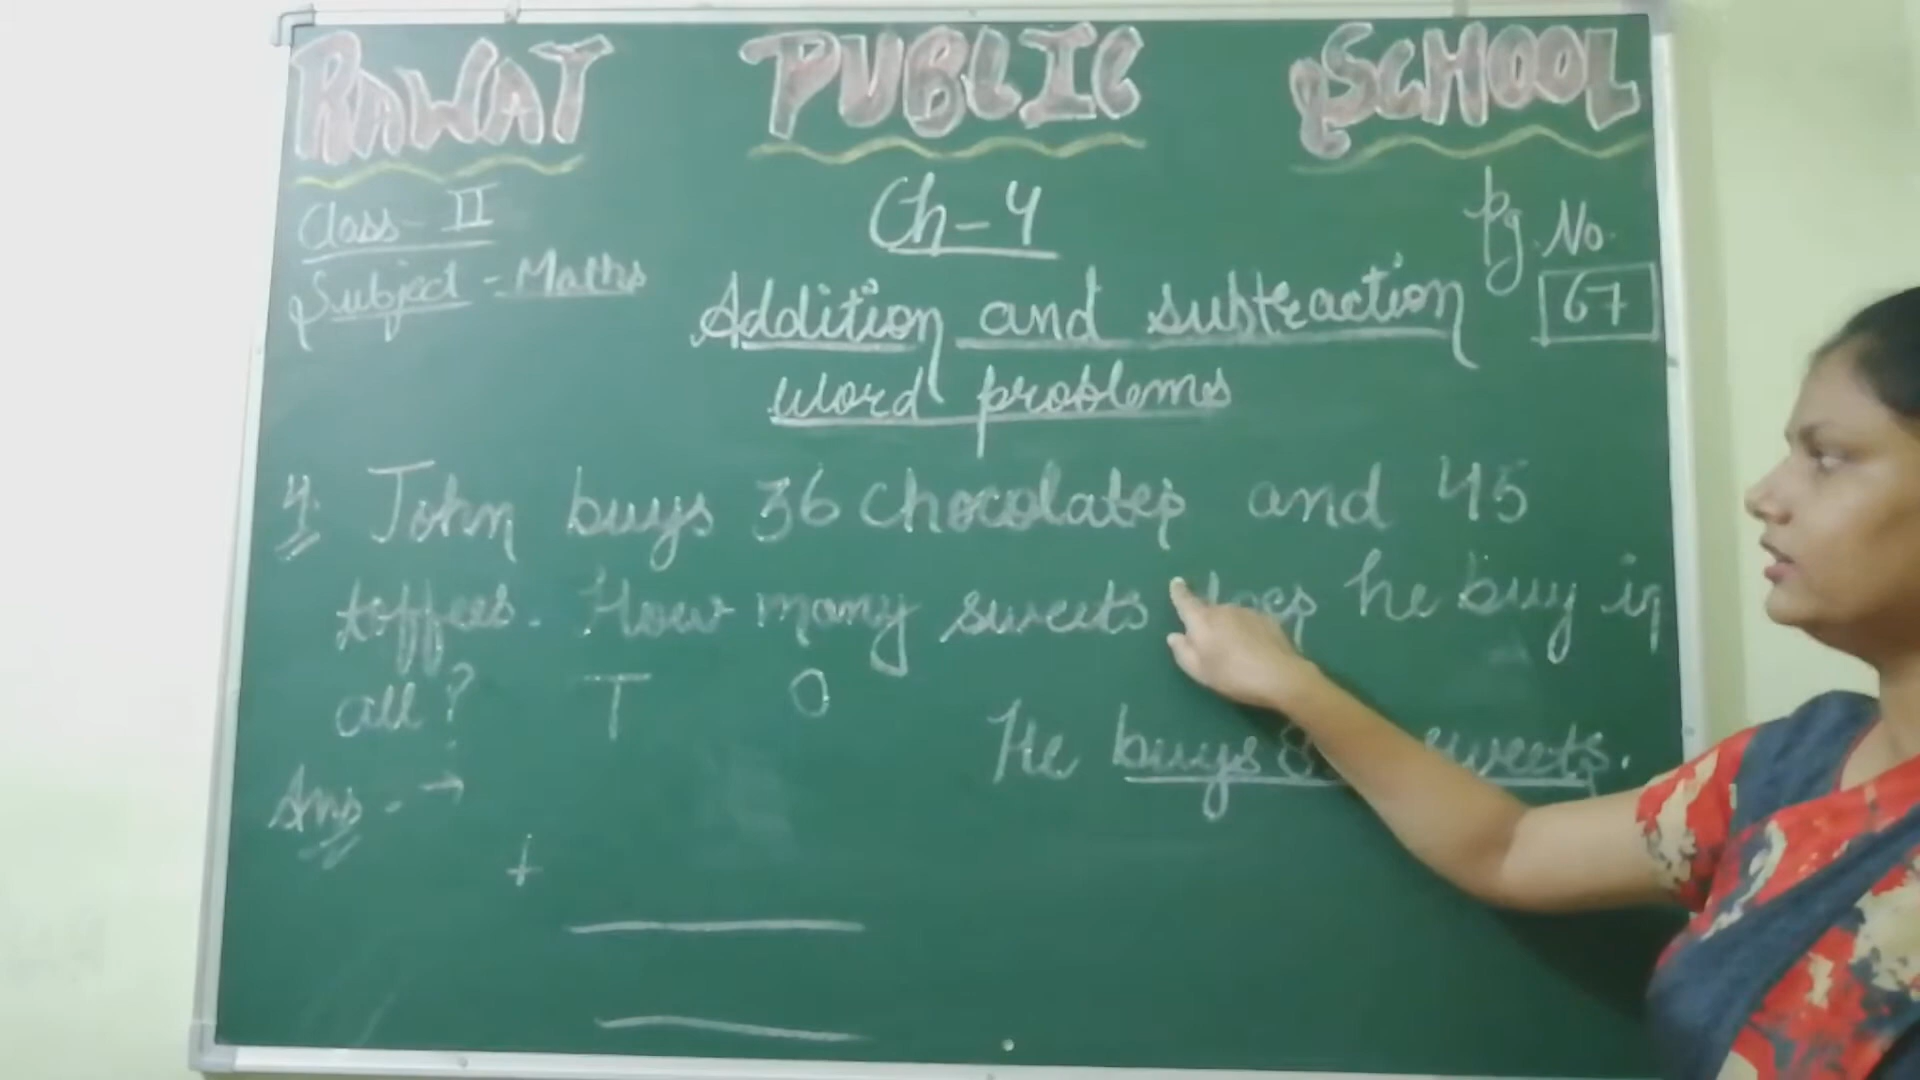 RAWAT PUBLIC SCHOOL
Class - II
Ch - 4
Pg. No.
67
Subject - Maths
Addition and subtraction
word problems
4. John buys 36 chocolates and 45
toffees. How many sweets does he buy in
all?
T O
He buys 8 sweets.
Ans. →
+